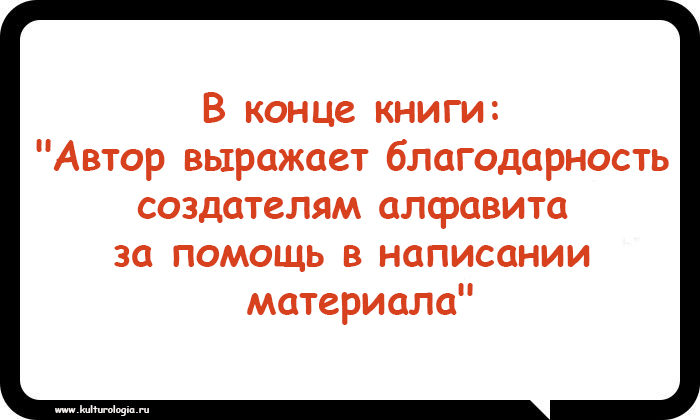 В конце книги:
"Автор выражает благодарность
создателям алфавита
за помощь в написании
материала"
www.kulturologia.ru